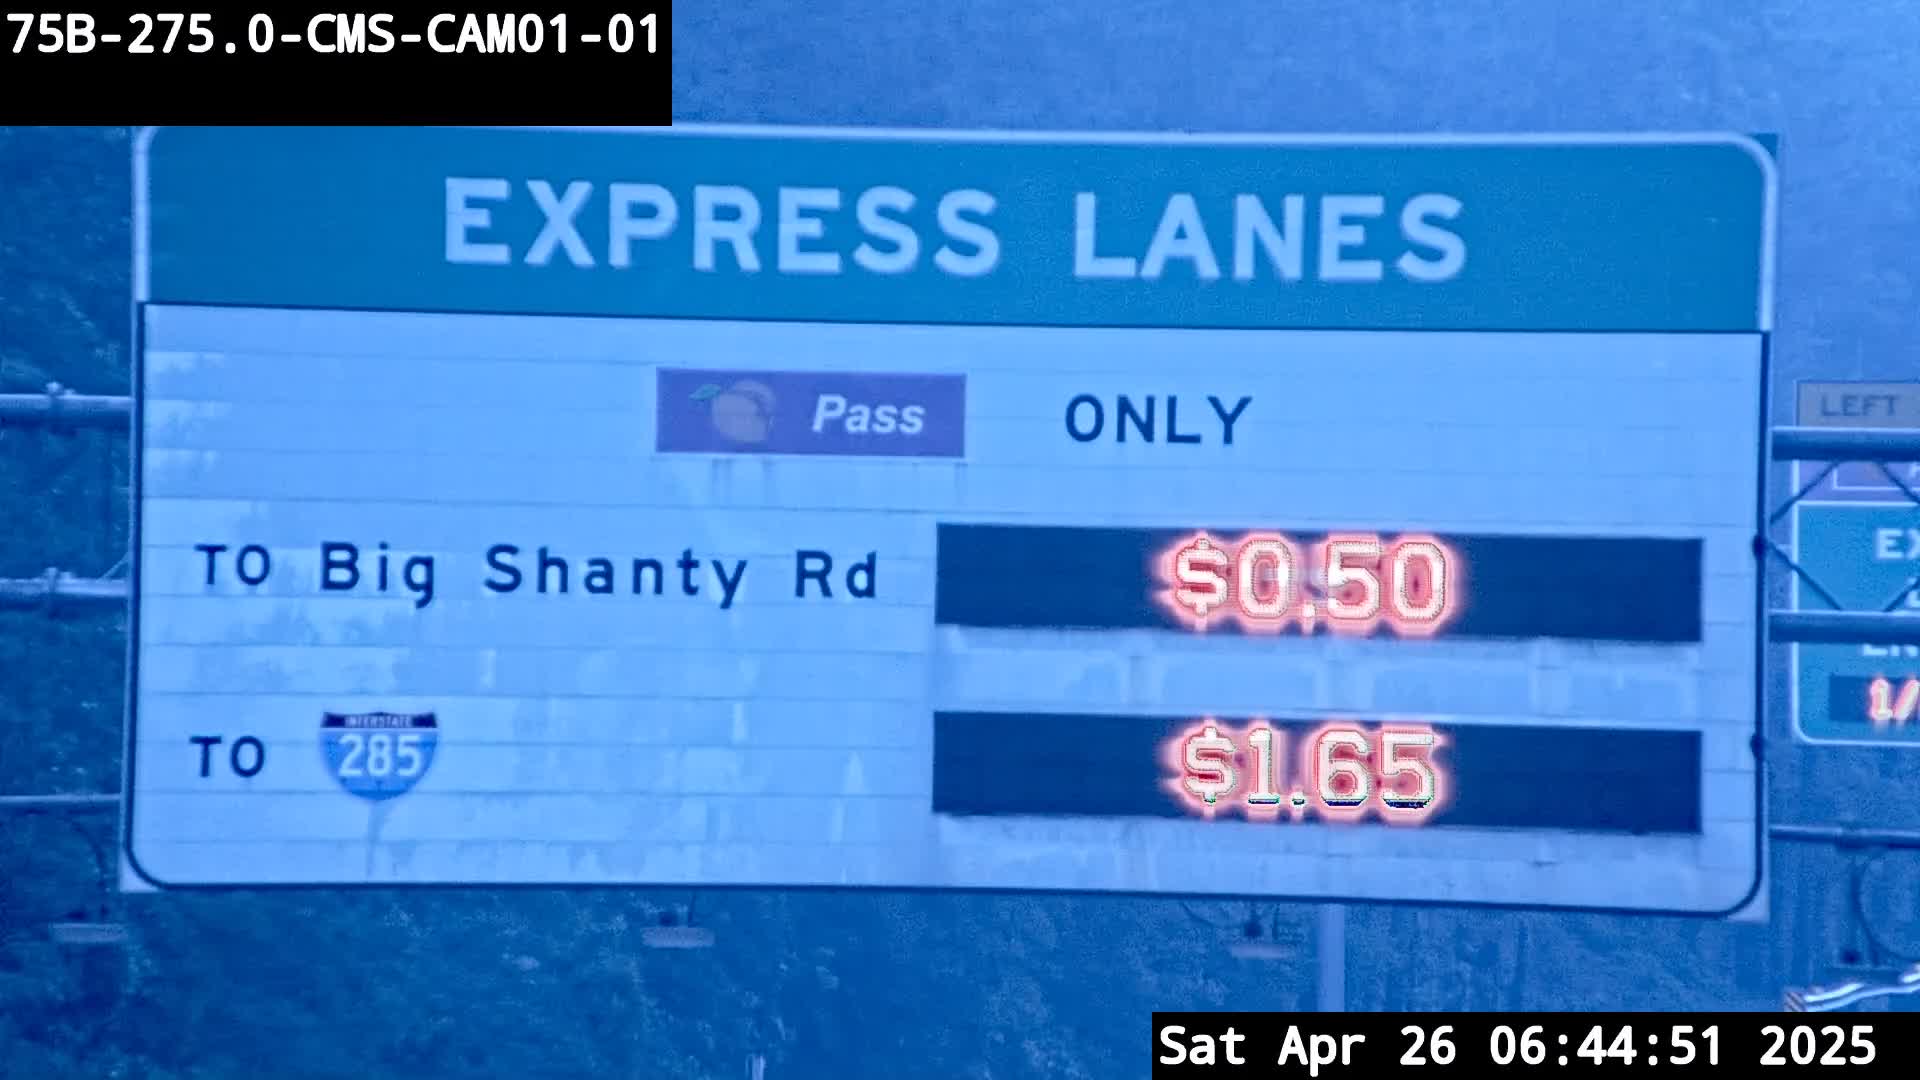 75B-275.0-CMS-CAM01-01
EXPRESS LANES
Pass ONLY
TO Big Shanty Rd $0.50
TO INTERSTATE 285 $1.65
LEFT
1/
Sat Apr 26 06:44:51 2025